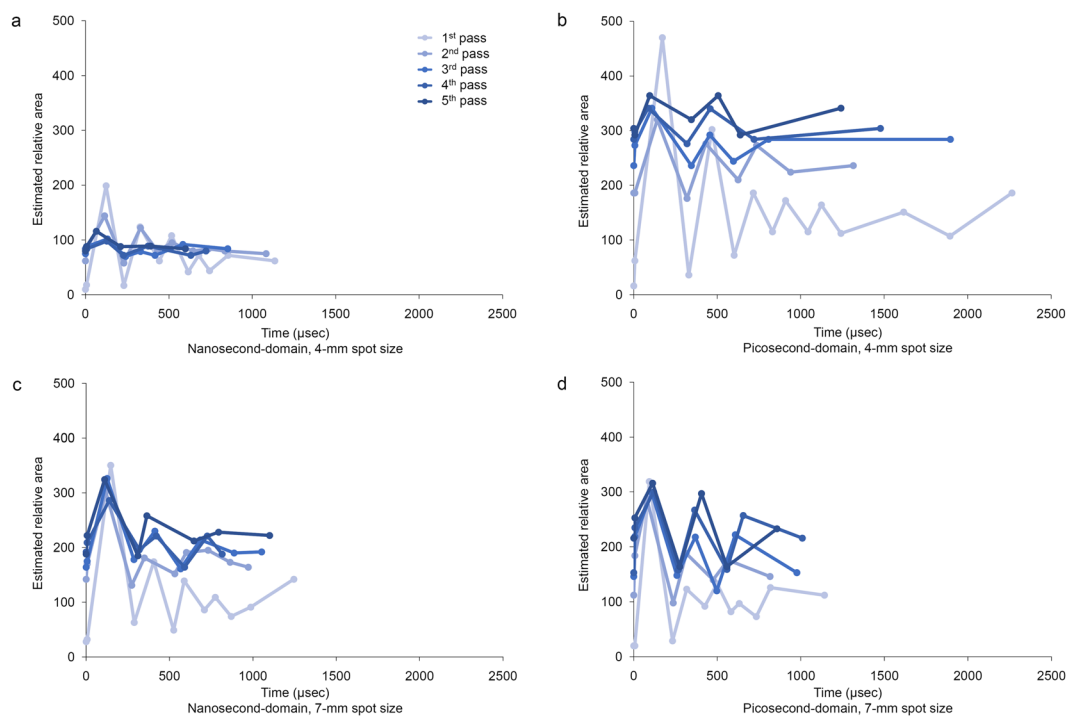 a
500
400
300
200
100
0
Estimated relative area
1st pass
2nd pass
3rd pass
4th pass
5th pass
0
500
1000
1500
2000
2500
Time (µsec)
Nanosecond-domain, 4-mm spot size
b
500
400
300
200
100
0
Estimated relative area
0
500
1000
1500
2000
2500
Time (µsec)
Picosecond-domain, 4-mm spot size
c
500
400
300
200
100
0
Estimated relative area
0
500
1000
1500
2000
2500
Time (µsec)
Nanosecond-domain, 7-mm spot size
d
500
400
300
200
100
0
Estimated relative area
0
500
1000
1500
2000
2500
Time (µsec)
Picosecond-domain, 7-mm spot size